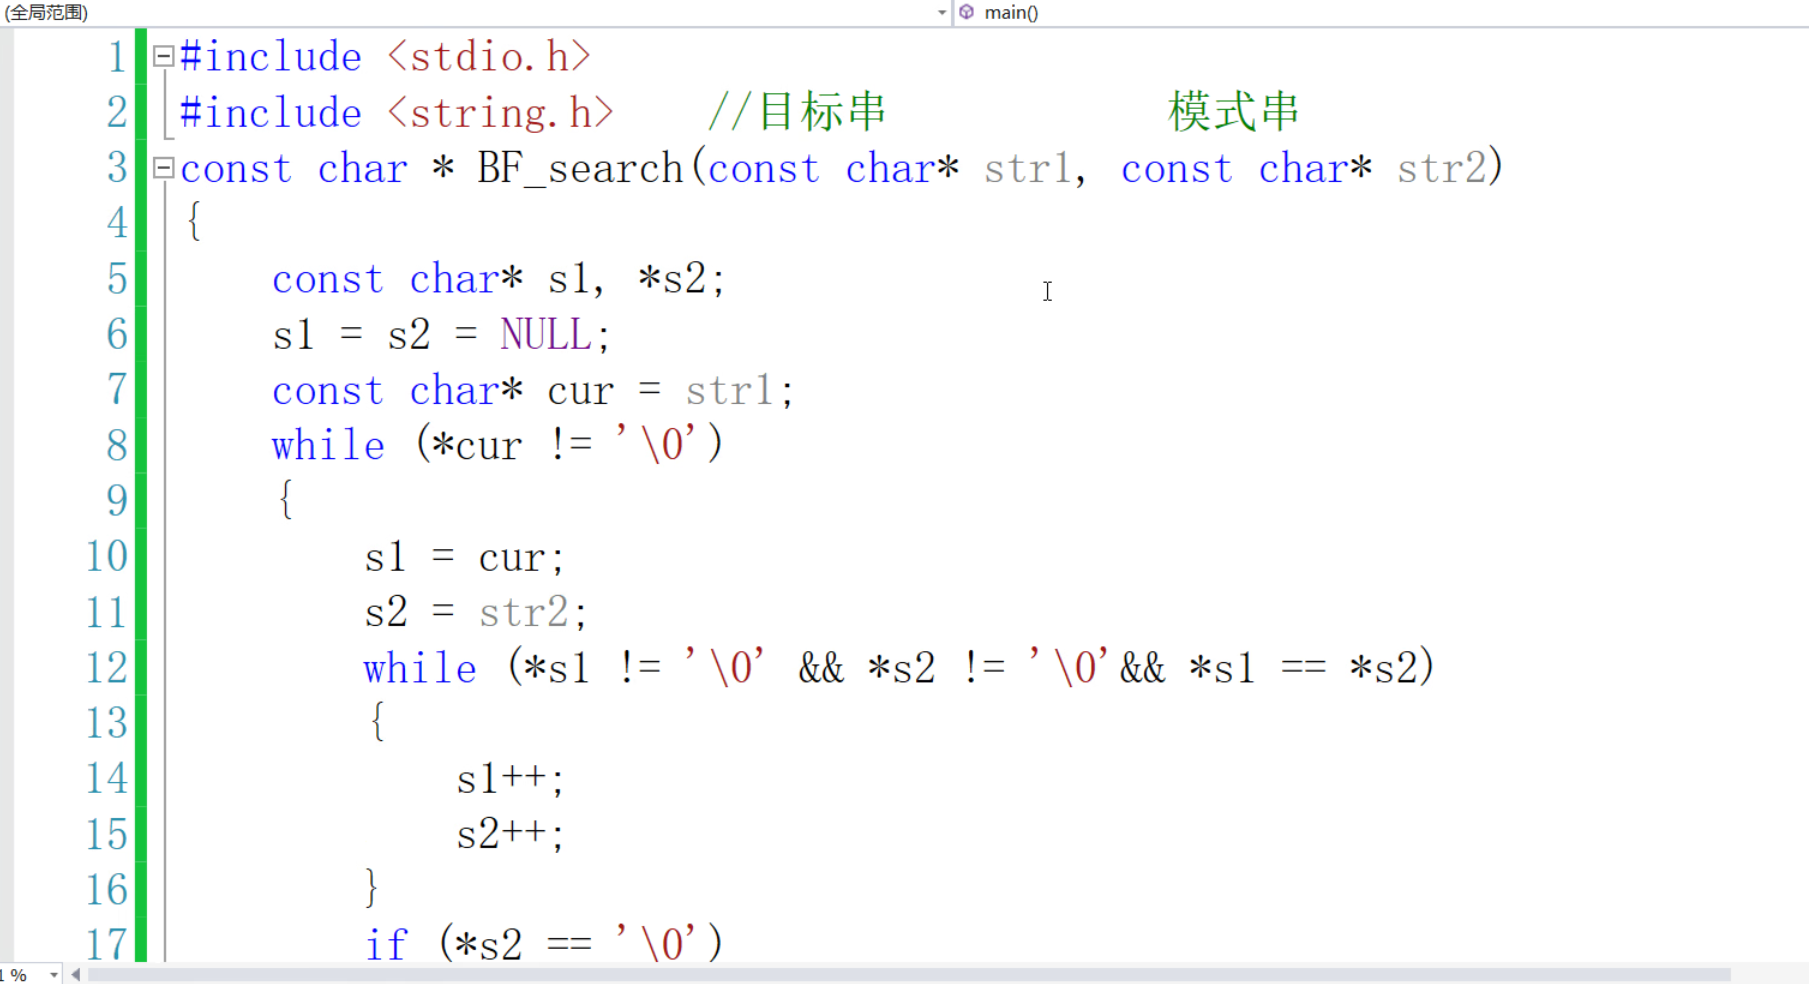 (全局范围) main()
1 #include <stdio.h>
2 #include <string.h> //目标串 模式串
3 const char * BF_search(const char* str1, const char* str2)
4 {
5 const char* s1, *s2;
6 s1 = s2 = NULL;
7 const char* cur = str1;
8 while (*cur != '\0')
9 {
10 s1 = cur;
11 s2 = str2;
12 while (*s1 != '\0' && *s2 != '\0'&& *s1 == *s2)
13 {
14 s1++;
15 s2++;
16 }
17 if (*s2 == '\0')